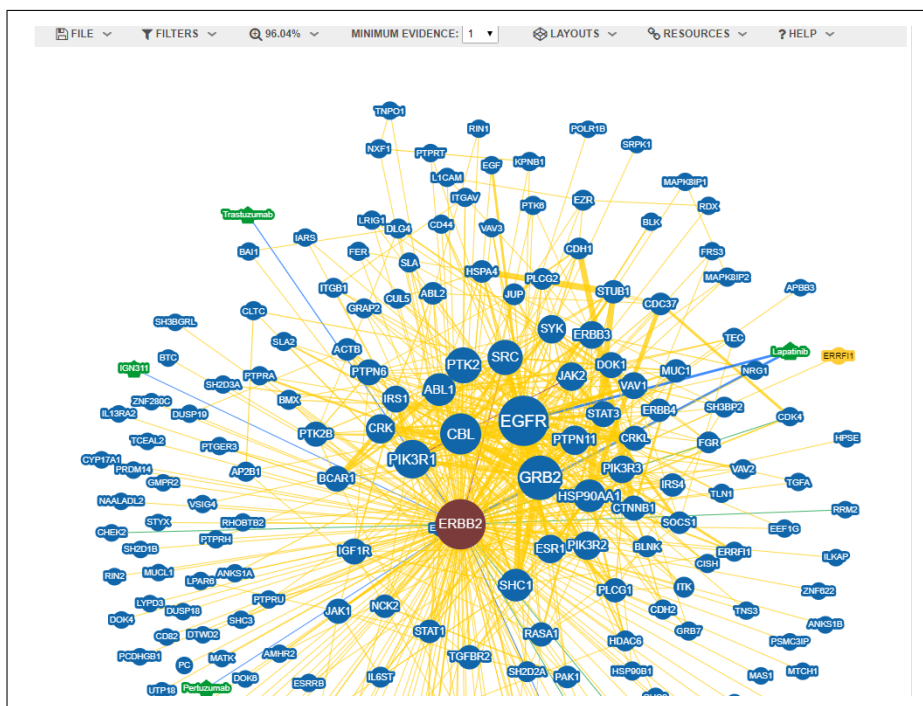 FILE FILTERS 96.04% MINIMUM EVIDENCE: 1 LAYOUTS RESOURCES ? HELP
TNPO1
RIN1 POLR1B
NXF1 PTPRT EGF KPNB1 SRPK1
L1CAM
ITGAV PTK6 EZR MAPK8IP1
Trastuzumab LRIG1 DLG4 CD44 VAV3 BLK RDX
IARS
BAI1 FER SLA HSPA4 PLCG2 CDH1 FRS3
MAPK8IP2
ITGB1 GRAP2 CUL5 ABL2 JUP STUB1 CDC37 APBB3
CLTC
SH3BGRL SLA2 ACTB SYK ERBB3 TEC
BTC PTPRA PTPN6 PTK2 SRC DOK1 MUC1 Lapatinib ERRFI1
IGN311 SH2D3A IRS1 ABL1 JAK2 VAV1 NRG1
ZNF280C BMX
IL13RA2 DUSP19 STAT3 ERBB4 SH3BP2 CDK4
TCEAL2 PTGER3 PTK2B CRK CBL EGFR PTPN11 CRKL FGR HPSE
CYP17A1 PRDM14 AP2B1 BCAR1 PIK3R1 GRB2 PIK3R3 VAV2
GMPR2 IRS4 TGFA
NAALADL2 VSIG4 HSP90AA1 CTNNB1 TLN1 RRM2
STYX RHOBTB2 ERBB2 SOCS1 EEF1G
CHEK2 PTPRH
SH2D1B IGF1R ESR1 PIK3R2 BLNK ERRFI1 ILKAP
RIN2 MUCL1 LPAR6 ANKS1A SHC1 PLCG1 ITK CISH ZNF622
LYPD3 DUSP18 PTPRU JAK1 NCK2 CDH2 TNS3
DOK4 SHC3 STAT1 RASA1 GRB7 ANKS1B
CD82 DTWD2 HDAC6 PSMC3IP
PCDHGB1 PC MATK AMHR2 TGFBR2
UTP18 DOK6 ESRRB IL6ST SH2D2A PAK1 HSP90B1 MAS1 MTCH1
Pertuzumab